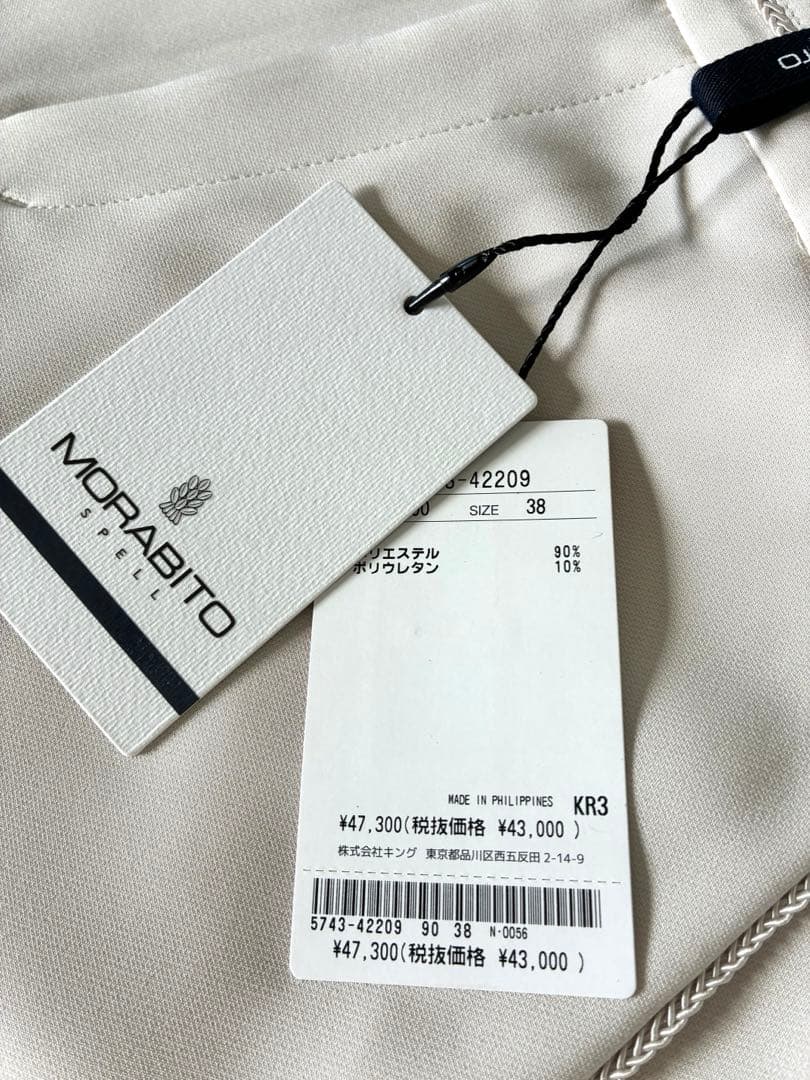 MORABITO
SPELL
-42209
SIZE 38
リエステル 90%
ポリウレタン 10%
MADE IN PHILIPPINES KR3
¥47,300(税抜価格 ¥43,000 )
株式会社キング 東京都品川区西五反田 2-14-9
5743-42209 90 38 N-0056
¥47,300(税抜価格 ¥43,000 )